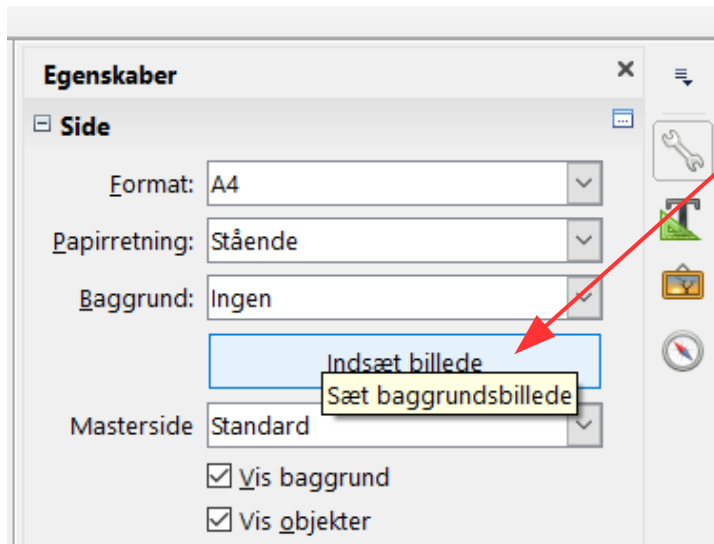 Egenskaber
Side
Format: A4
Papirretning: Stående
Baggrund: Ingen
Indsæt billede
Sæt baggrundsbillede
Masterside Standard
Vis baggrund
Vis objekter